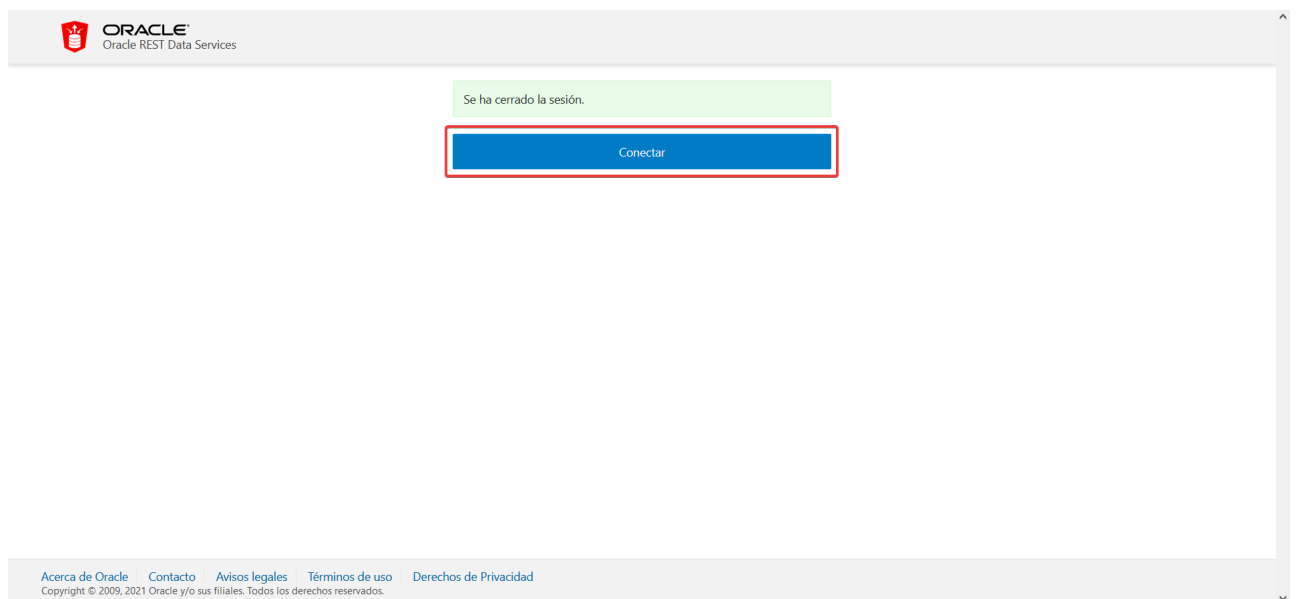 ORACLE
Oracle REST Data Services
Se ha cerrado la sesión.
Conectar
Acerca de Oracle Contacto Avisos legales Términos de uso Derechos de Privacidad
Copyright © 2009, 2021 Oracle y/o sus filiales. Todos los derechos reservados.